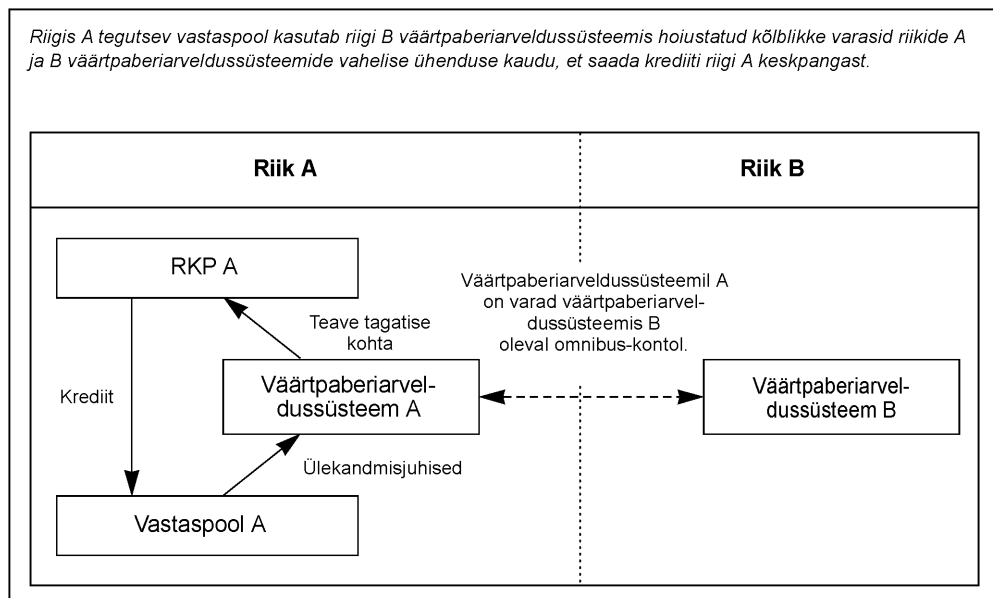 Riigis A tegutsev vastaspool kasutab riigi B väärtpaberiarveldussüsteemis hoiustatud kõlblikke varasid riikide A
ja B väärtpaberiarveldussüsteemide vahelise ühenduse kaudu, et saada krediiti riigi A keskpangast.
Riik A
Riik B
RKP A
Väärtpaberiarveldussüsteemil A
on varad väärtpaberiarvel-
dussüsteemis B
oleval omnibus-kontol.
Teave tagatise
kohta
Krediit
Väärtpaberiarvel-
dussüsteem A
Väärtpaberiarvel-
dussüsteem B
Ülekandmisjuhised
Vastaspool A